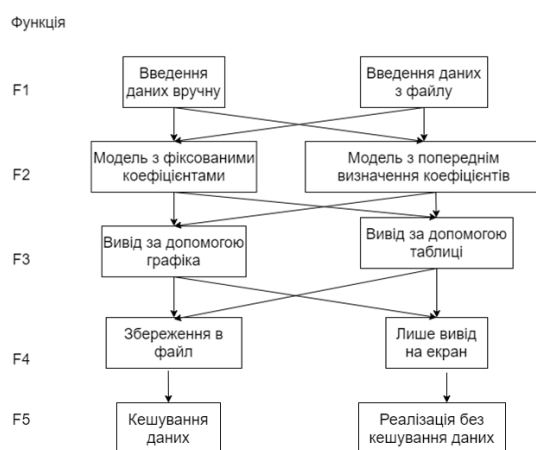 Функція
F1
Введення
даних вручну
Введення даних
з файлу
F2
Модель з фіксованими
коефіцієнтами
Модель з попереднім
визначення коефіцієнтів
F3
Вивід за допомогою
графіка
Вивід за допомогою
таблиці
F4
Збереження в
файл
Лише вивід
на екран
F5
Кешування
даних
Реалізація без
кешування даних